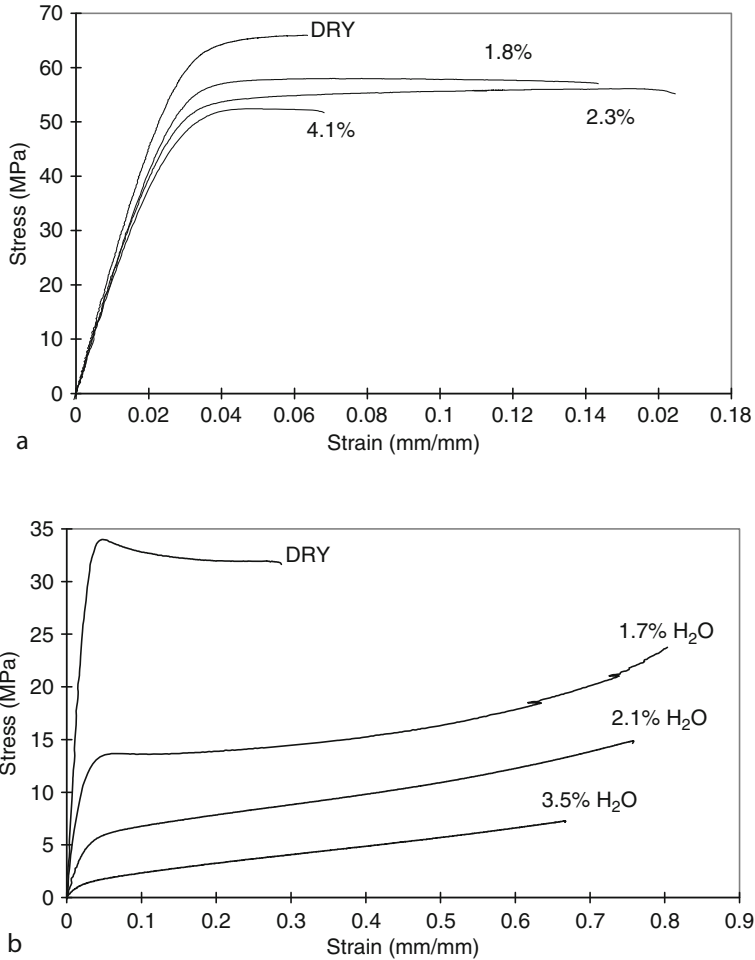 70
DRY
1.8%
60
50
2.3%
4.1%
40
Stress (MPa)
30
20
10
0
0 0.02 0.04 0.06 0.08 0.1 0.12 0.14 0.02 0.18
a
Strain (mm/mm)
35
DRY
30
25
1.7% H₂O
20
2.1% H₂O
Stress (MPa)
15
3.5% H₂O
10
5
0
0 0.1 0.2 0.3 0.4 0.5 0.6 0.7 0.8 0.9
b
Strain (mm/mm)